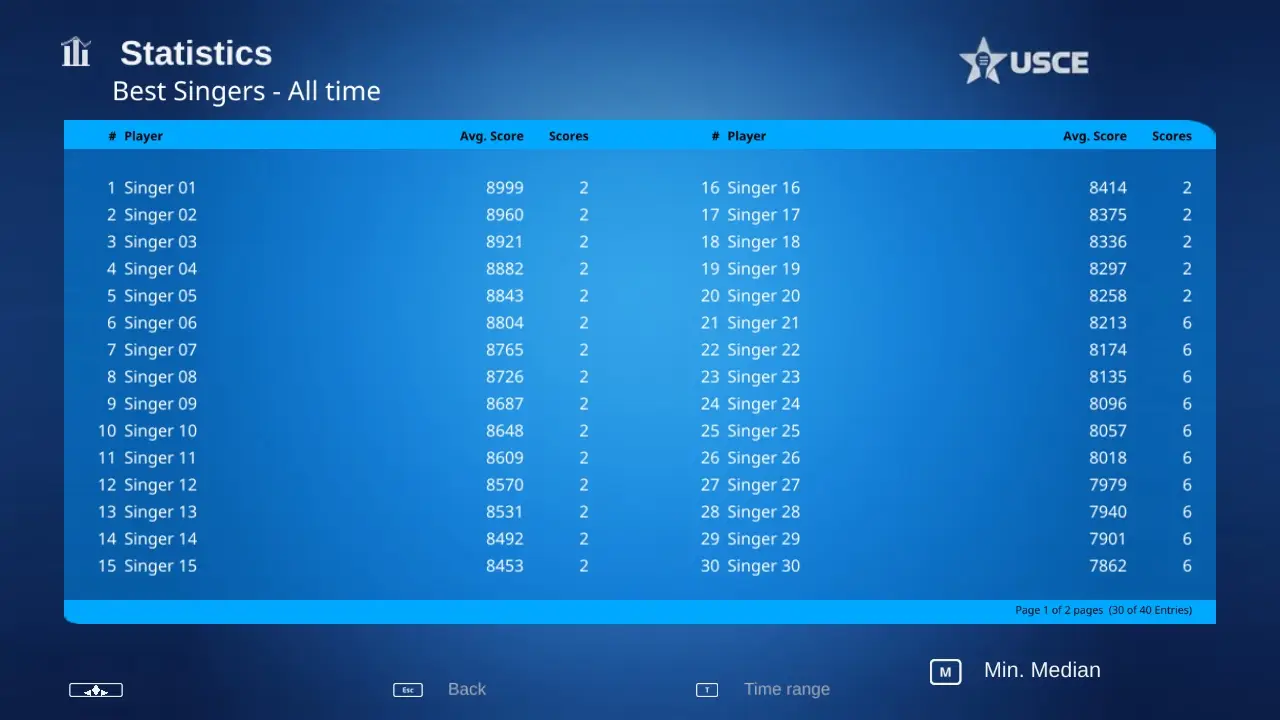 Statistics
Best Singers - All time
USCE
# Player Avg. Score Scores # Player Avg. Score Scores
1 Singer 01 8999 2 16 Singer 16 8414 2
2 Singer 02 8960 2 17 Singer 17 8375 2
3 Singer 03 8921 2 18 Singer 18 8336 2
4 Singer 04 8882 2 19 Singer 19 8297 2
5 Singer 05 8843 2 20 Singer 20 8258 2
6 Singer 06 8804 2 21 Singer 21 8213 6
7 Singer 07 8765 2 22 Singer 22 8174 6
8 Singer 08 8726 2 23 Singer 23 8135 6
9 Singer 09 8687 2 24 Singer 24 8096 6
10 Singer 10 8648 2 25 Singer 25 8057 6
11 Singer 11 8609 2 26 Singer 26 8018 6
12 Singer 12 8570 2 27 Singer 27 7979 6
13 Singer 13 8531 2 28 Singer 28 7940 6
14 Singer 14 8492 2 29 Singer 29 7901 6
15 Singer 15 8453 2 30 Singer 30 7862 6
Page 1 of 2 pages (30 of 40 Entries)
Esc Back T Time range M Min. Median